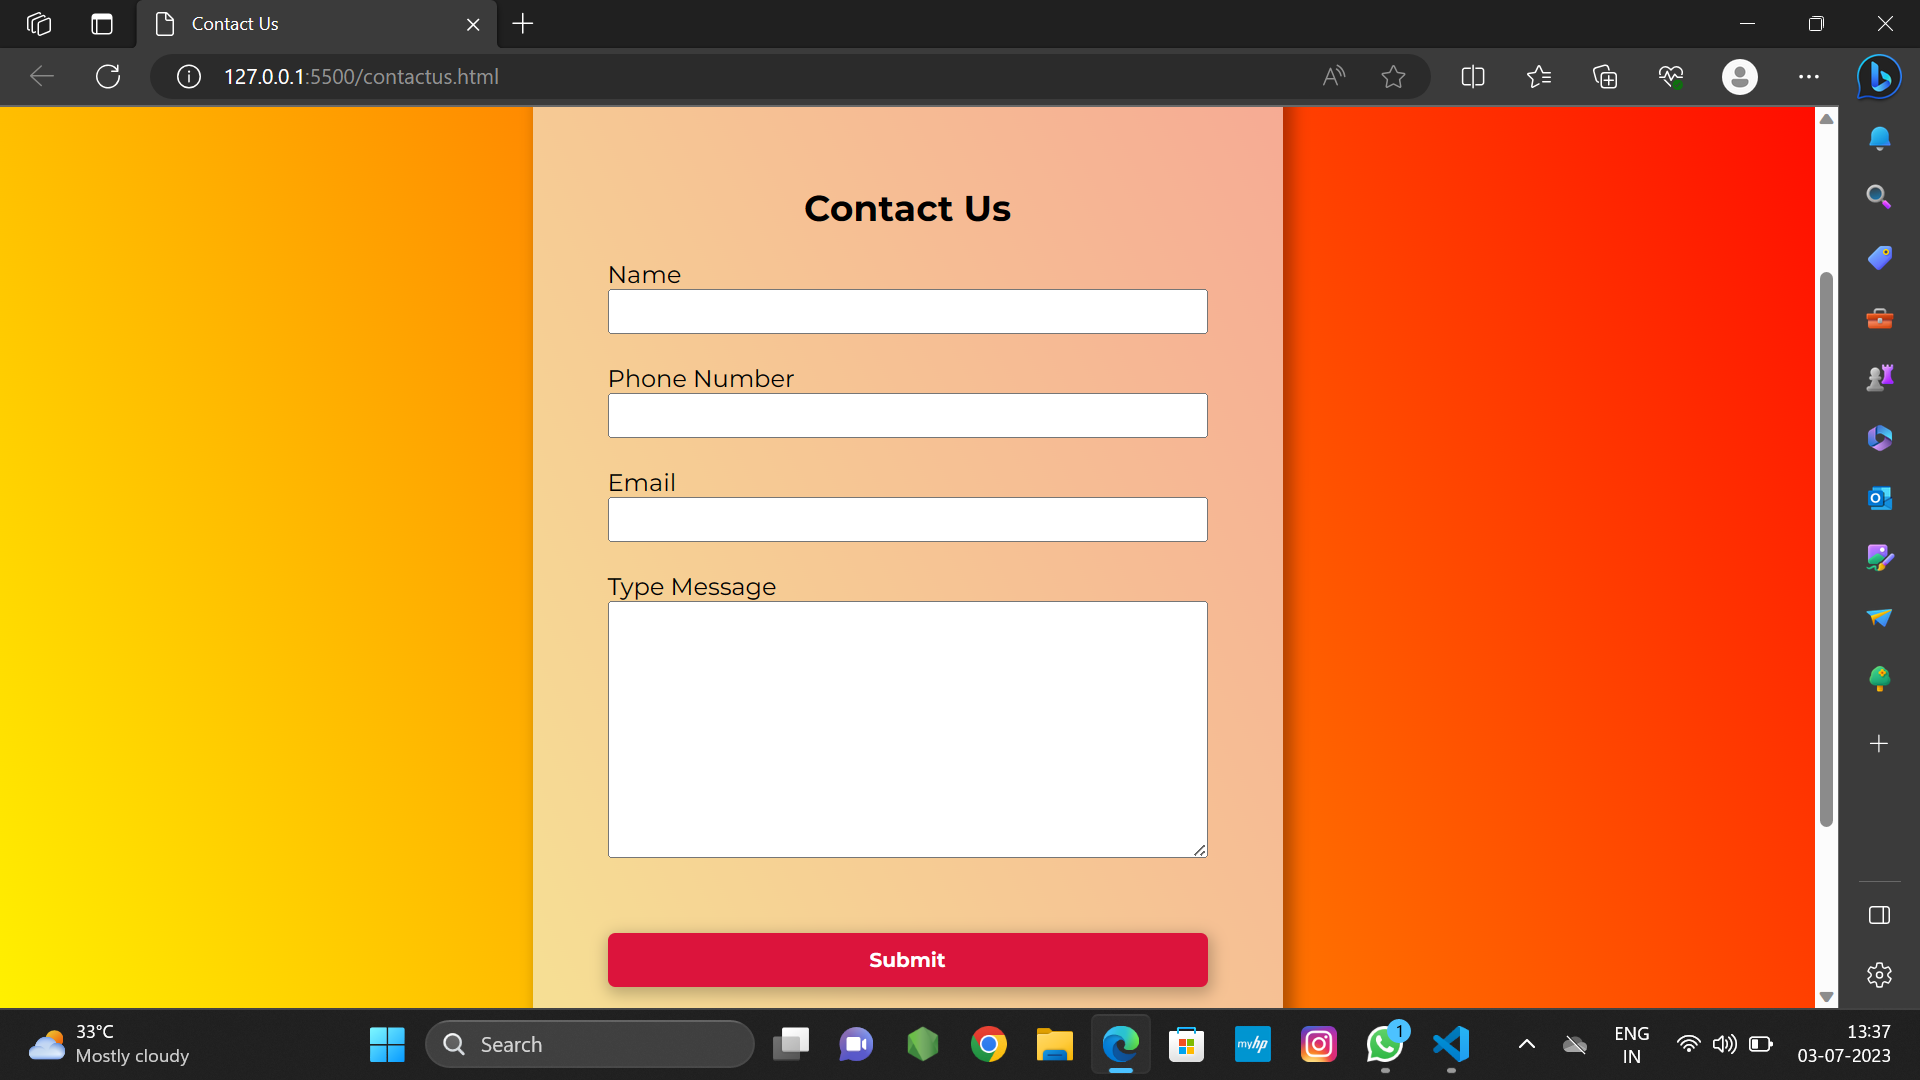 Contact Us
127.0.0.1:5500/contactus.html
Contact Us
Name
Phone Number
Email
Type Message
Submit
33°C
Mostly cloudy
Search
myhp
1
ENG
IN
13:37
03-07-2023